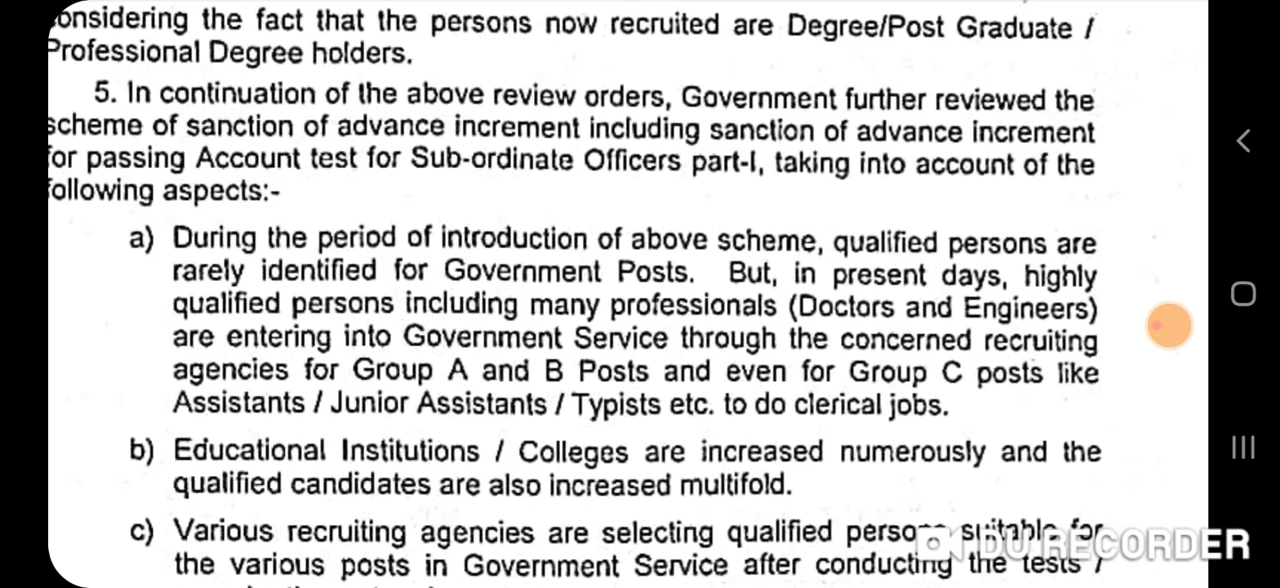 onsidering the fact that the persons now recruited are Degree/Post Graduate /
Professional Degree holders.
5. In continuation of the above review orders, Government further reviewed the
scheme of sanction of advance increment including sanction of advance increment
for passing Account test for Sub-ordinate Officers part-I, taking into account of the
following aspects:-
a) During the period of introduction of above scheme, qualified persons are
rarely identified for Government Posts. But, in present days, highly
qualified persons including many professionals (Doctors and Engineers)
are entering into Government Service through the concerned recruiting
agencies for Group A and B Posts and even for Group C posts like
Assistants / Junior Assistants / Typists etc. to do clerical jobs.
b) Educational Institutions / Colleges are increased numerously and the
qualified candidates are also increased multifold.
c) Various recruiting agencies are selecting qualified persons suitable for
the various posts in Government Service after conducting the tests /
DU RECORDER